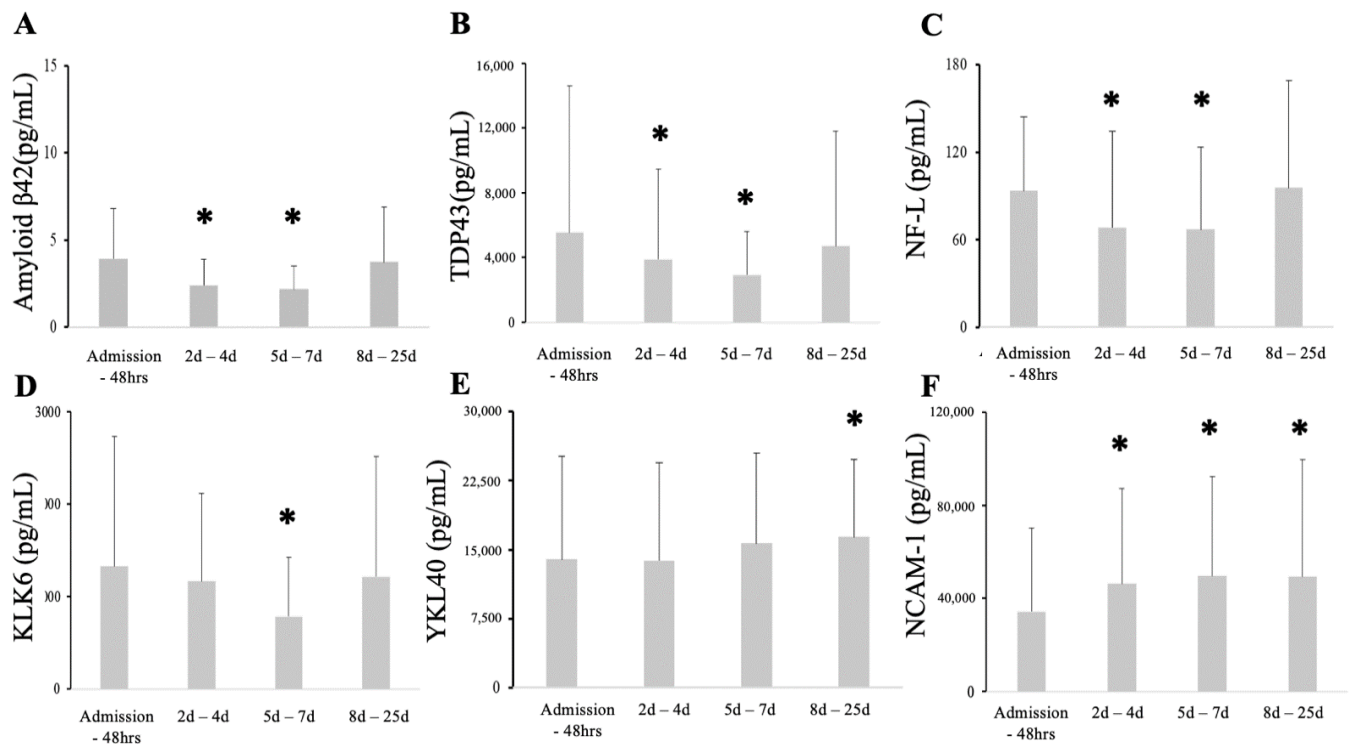 A
Amyloid β42(pg/mL)
15
10
5
0
*
*
Admission
- 48hrs
2d – 4d
5d – 7d
8d – 25d
B
TDP43(pg/mL)
16,000
12,000
8,000
4,000
0
*
*
Admission
- 48hrs
2d – 4d
5d – 7d
8d – 25d
C
NF-L (pg/mL)
180
120
60
0
*
*
Admission
- 48hrs
2d – 4d
5d – 7d
8d – 25d
D
KLK6 (pg/mL)
3000
0
*
Admission
- 48hrs
2d – 4d
5d – 7d
8d – 25d
E
YKL40 (pg/mL)
30,000
22,500
15,000
7,500
0
*
Admission
- 48hrs
2d – 4d
5d – 7d
8d – 25d
F
NCAM-1 (pg/mL)
120,000
80,000
40,000
0
*
*
*
Admission
- 48hrs
2d – 4d
5d – 7d
8d – 25d